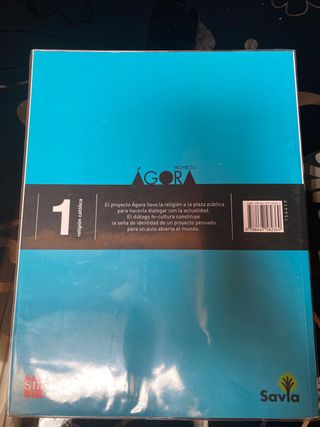 PROYECTO
ÁGORA
1
religión católica
El proyecto Ágora lleva la religión a la plaza pública
para hacerla dialogar con la actualidad.
El diálogo fe-cultura constituye
la seña de identidad de un proyecto pensado
para un aula abierta al mundo.
sm
Savia